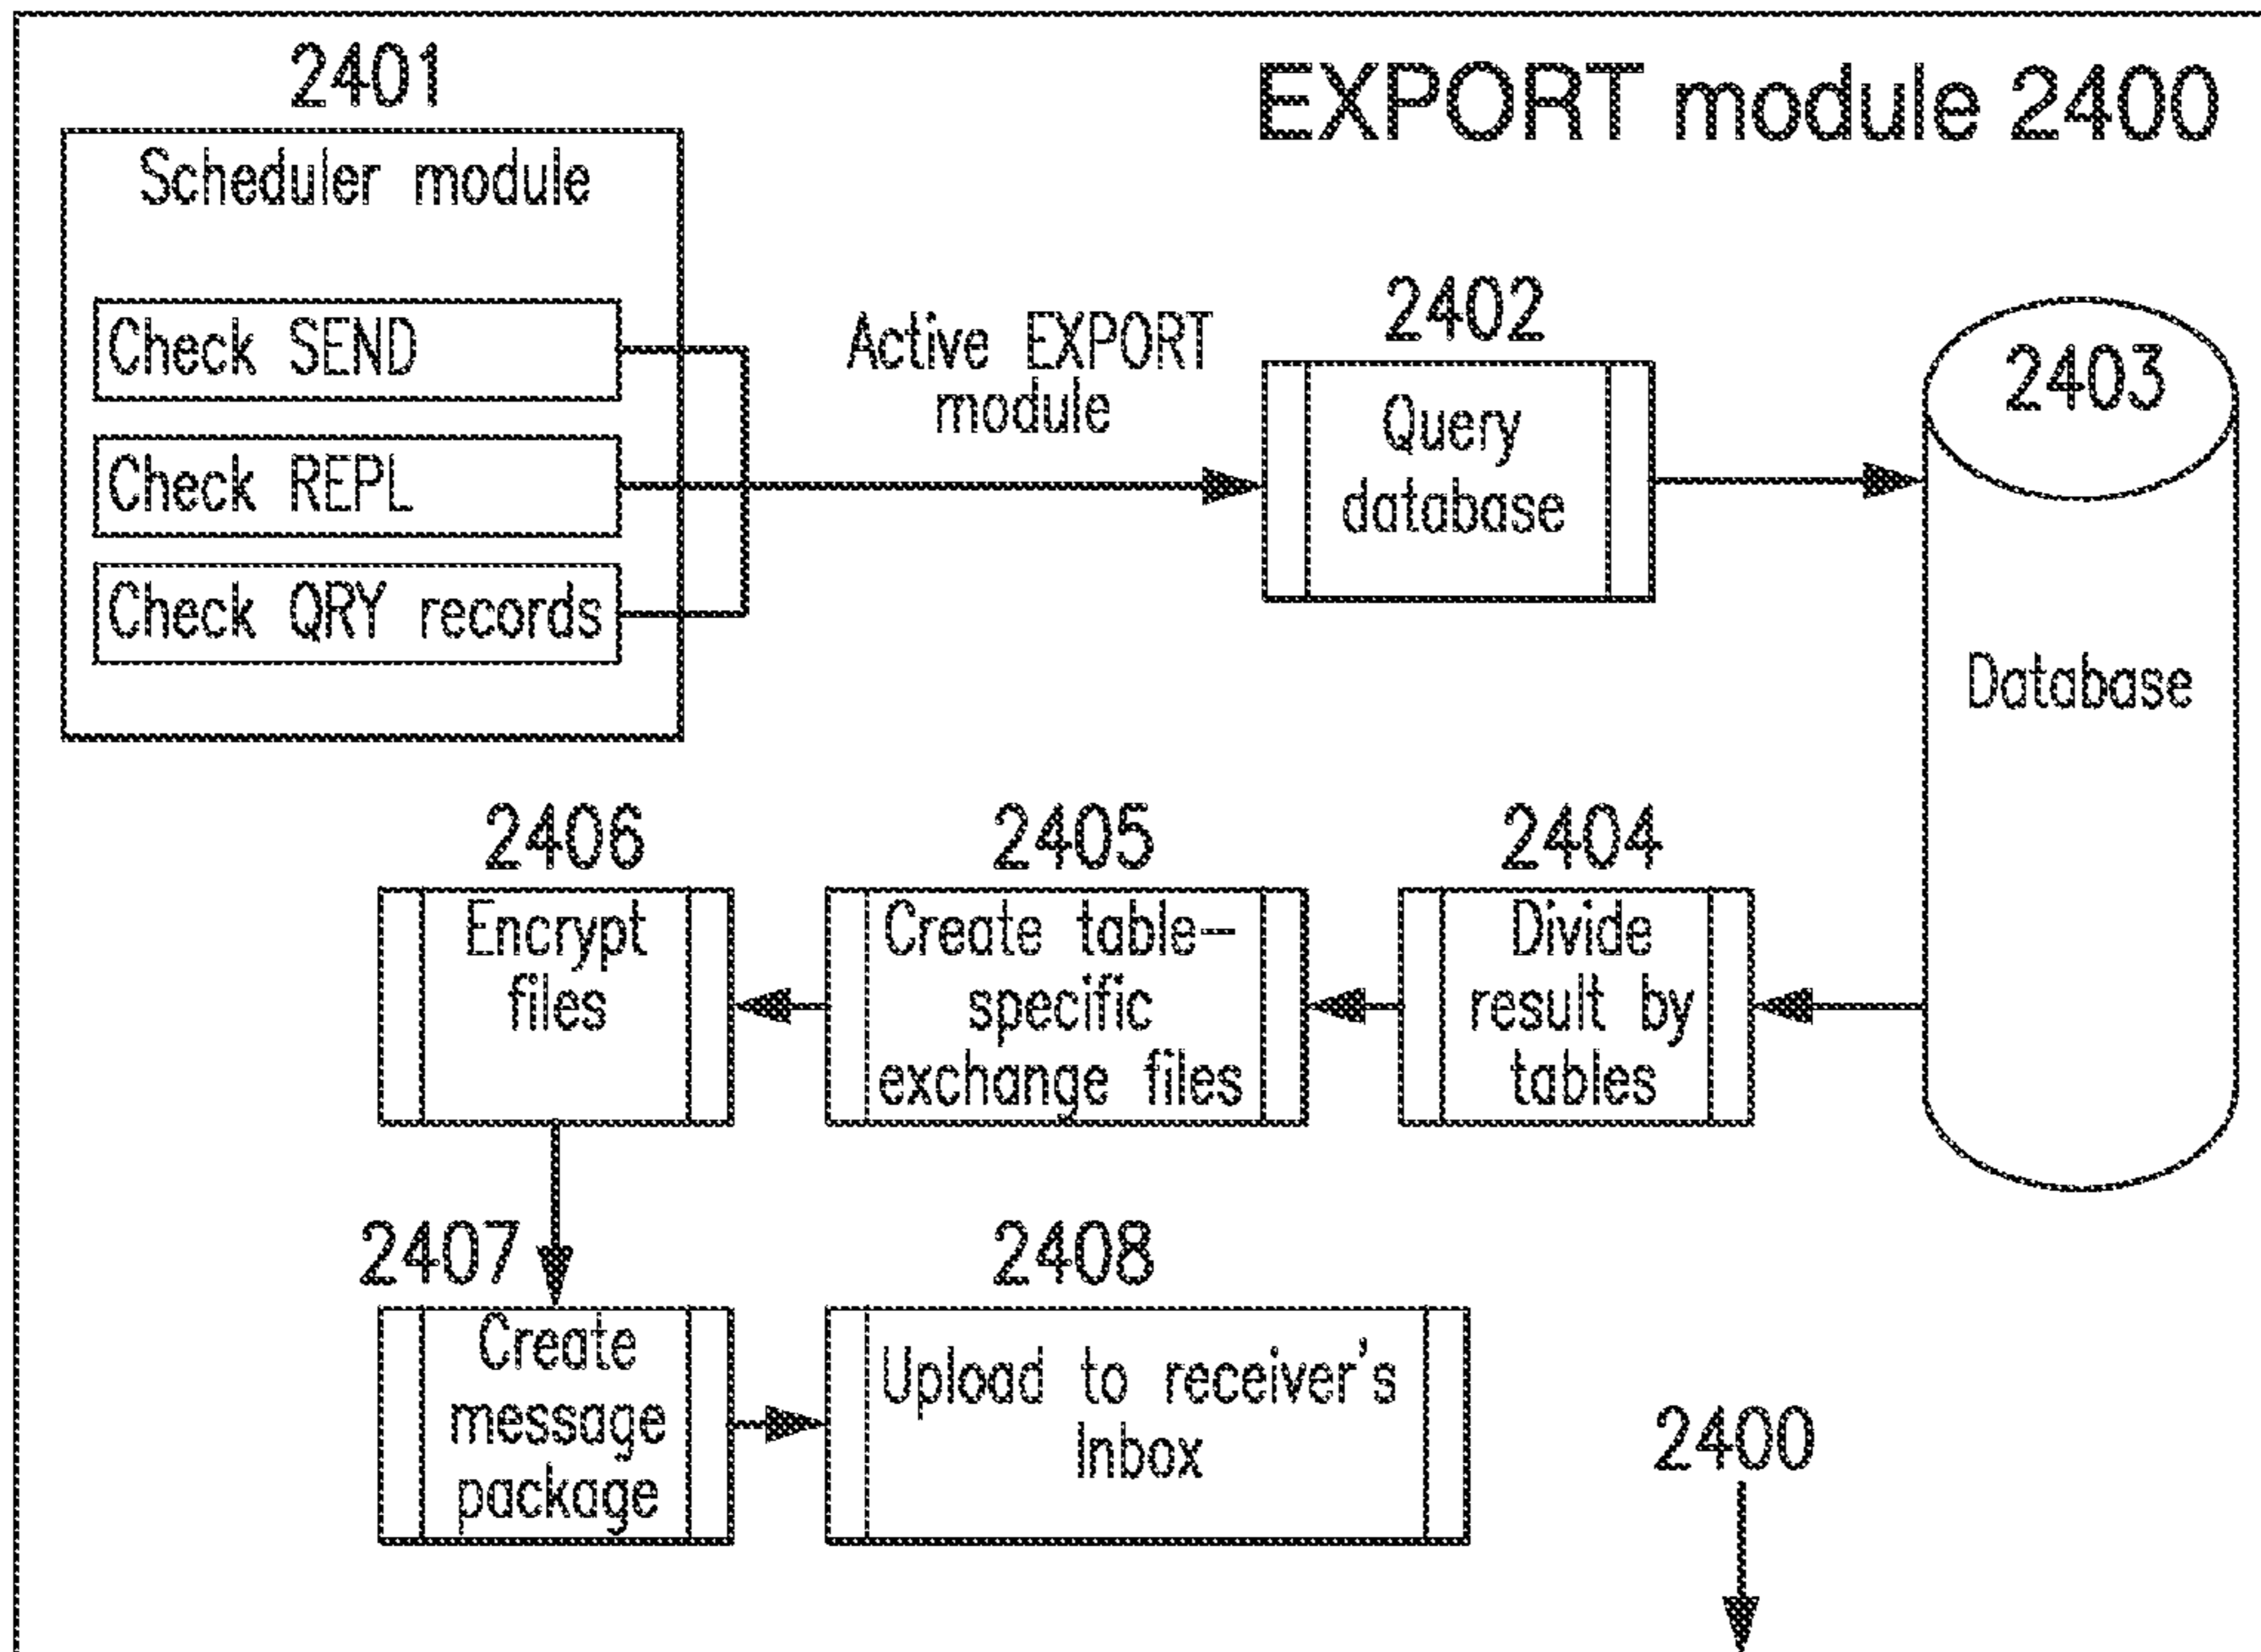 EXPORT module 2400
2401
Scheduler module
Check SEND
Check REPL
Check QRY records
Active EXPORT
module
2402
Query
database
2403
Database
2404
Divide
result by
tables
2405
Create table-
specific
exchange files
2406
Encrypt
files
2407
Create
message
package
2408
Upload to receiver's
Inbox
2400